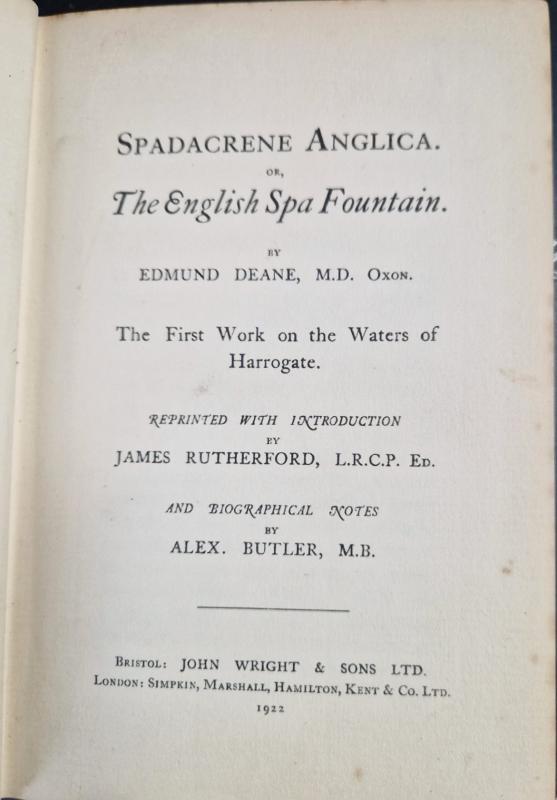 SPADACRENE ANGLICA.
OR,
The English Spa Fountain.
BY
EDMUND DEANE, M.D. OXON.
The First Work on the Waters of
Harrogate.
REPRINTED WITH INTRODUCTION
BY
JAMES RUTHERFORD, L.R.C.P. ED.
AND BIOGRAPHICAL NOTES
BY
ALEX. BUTLER, M.B.
BRISTOL: JOHN WRIGHT & SONS LTD.
LONDON: SIMPKIN, MARSHALL, HAMILTON, KENT & CO. LTD.
1922